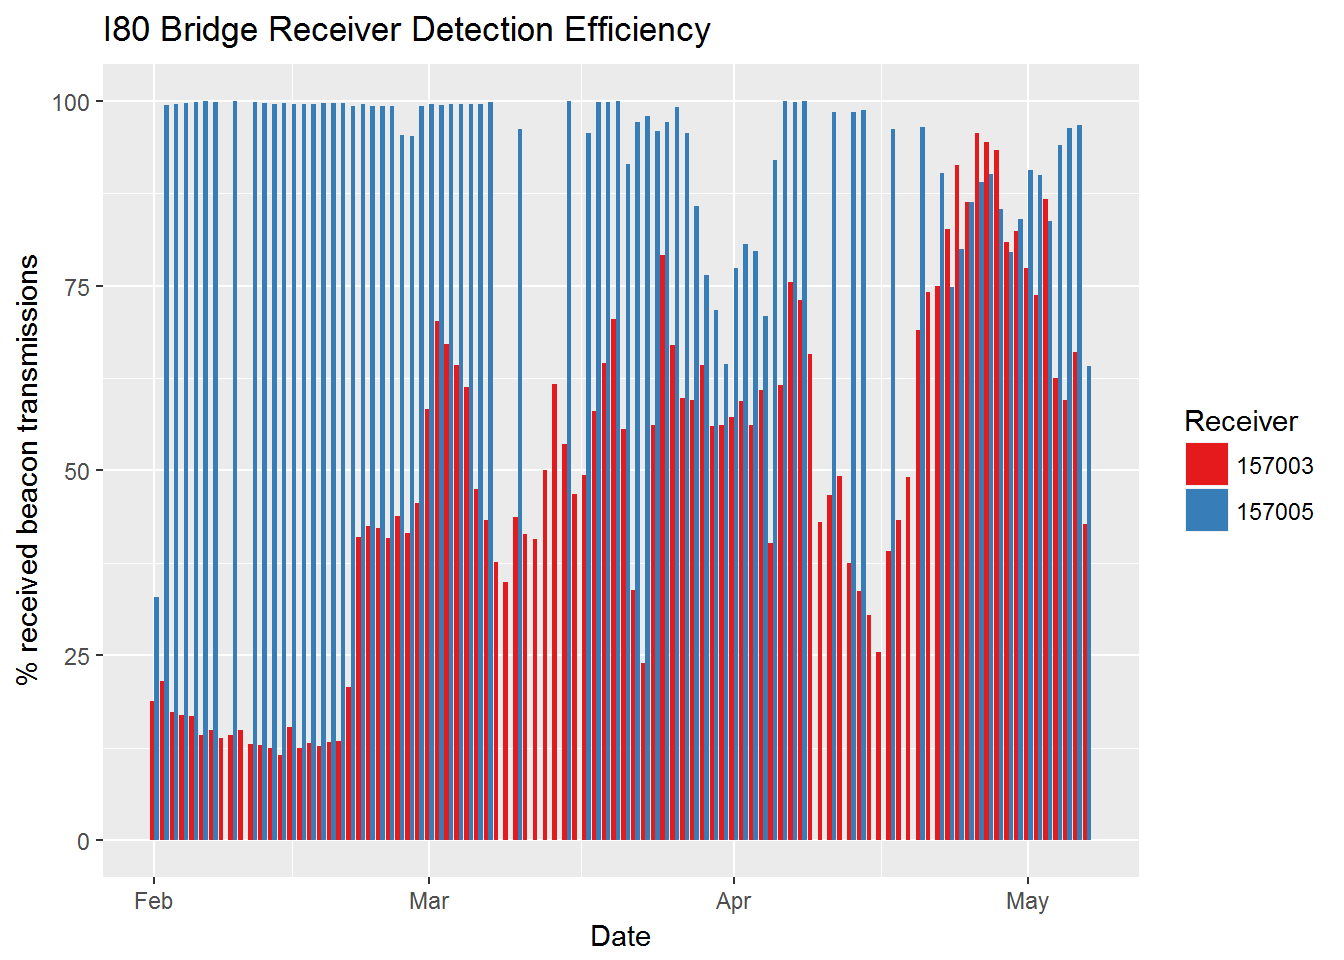 I80 Bridge Receiver Detection Efficiency
% received beacon transmissions
100
75
50
25
0
Feb
Mar
Apr
May
Date
Receiver
157003
157005